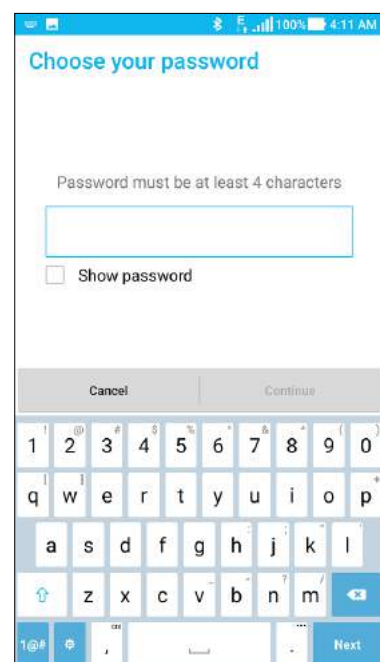 E 100% 4:11 AM
Choose your password
Password must be at least 4 characters
Show password
Cancel Continue
1 2 3 4 5 6 7 8 9 0
q w e r t y u i o p
a s d f g h j k l
z x c v b n m
1@# , . Next